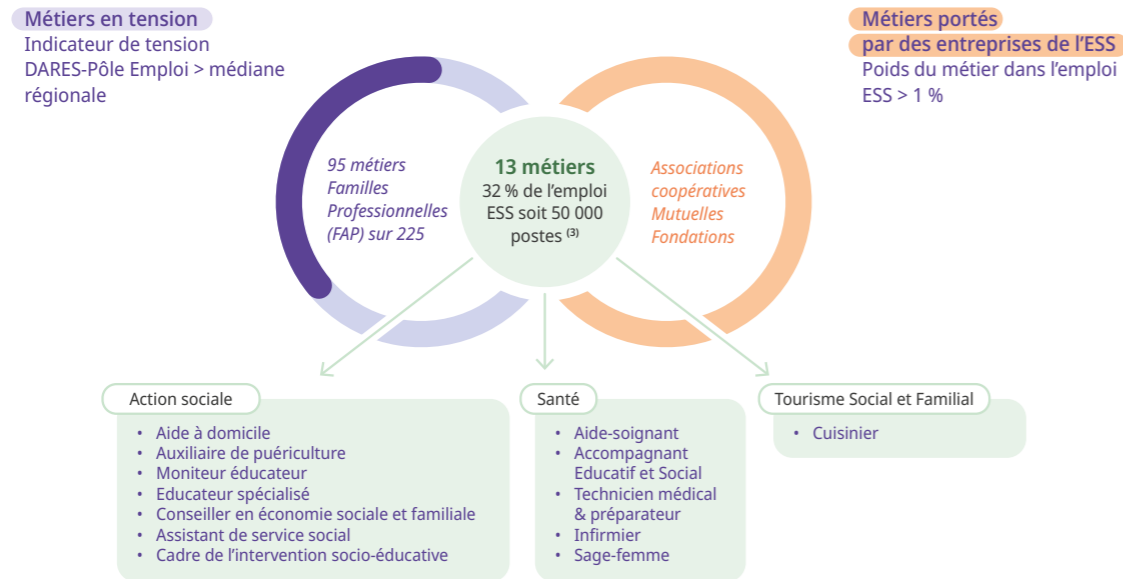 Métiers en tension
Indicateur de tension
DARES-Pôle Emploi > médiane
régionale
Métiers portés
par des entreprises de l'ESS
Poids du métier dans l'emploi
ESS > 1 %
95 métiers
Familles
Professionnelles
(FAP) sur 225
13 métiers
32 % de l'emploi
ESS soit 50 000
postes (3)
Associations
coopératives
Mutuelles
Fondations
Action sociale
• Aide à domicile
• Auxiliaire de puériculture
• Moniteur éducateur
• Educateur spécialisé
• Conseiller en économie sociale et familiale
• Assistant de service social
• Cadre de l'intervention socio-éducative
Santé
• Aide-soignant
• Accompagnant
Educatif et Social
• Technicien médical
& préparateur
• Infirmier
• Sage-femme
Tourisme Social et Familial
• Cuisinier